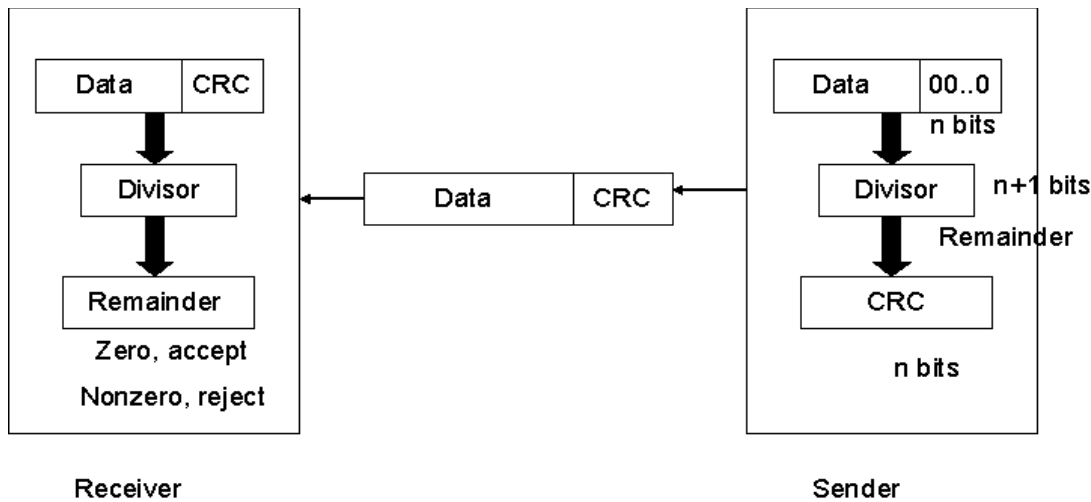 Data CRC
Divisor
Remainder
Zero, accept
Nonzero, reject
Receiver
Data CRC
Data 00..0
n bits
Divisor
n+1 bits
Remainder
CRC
n bits
Sender